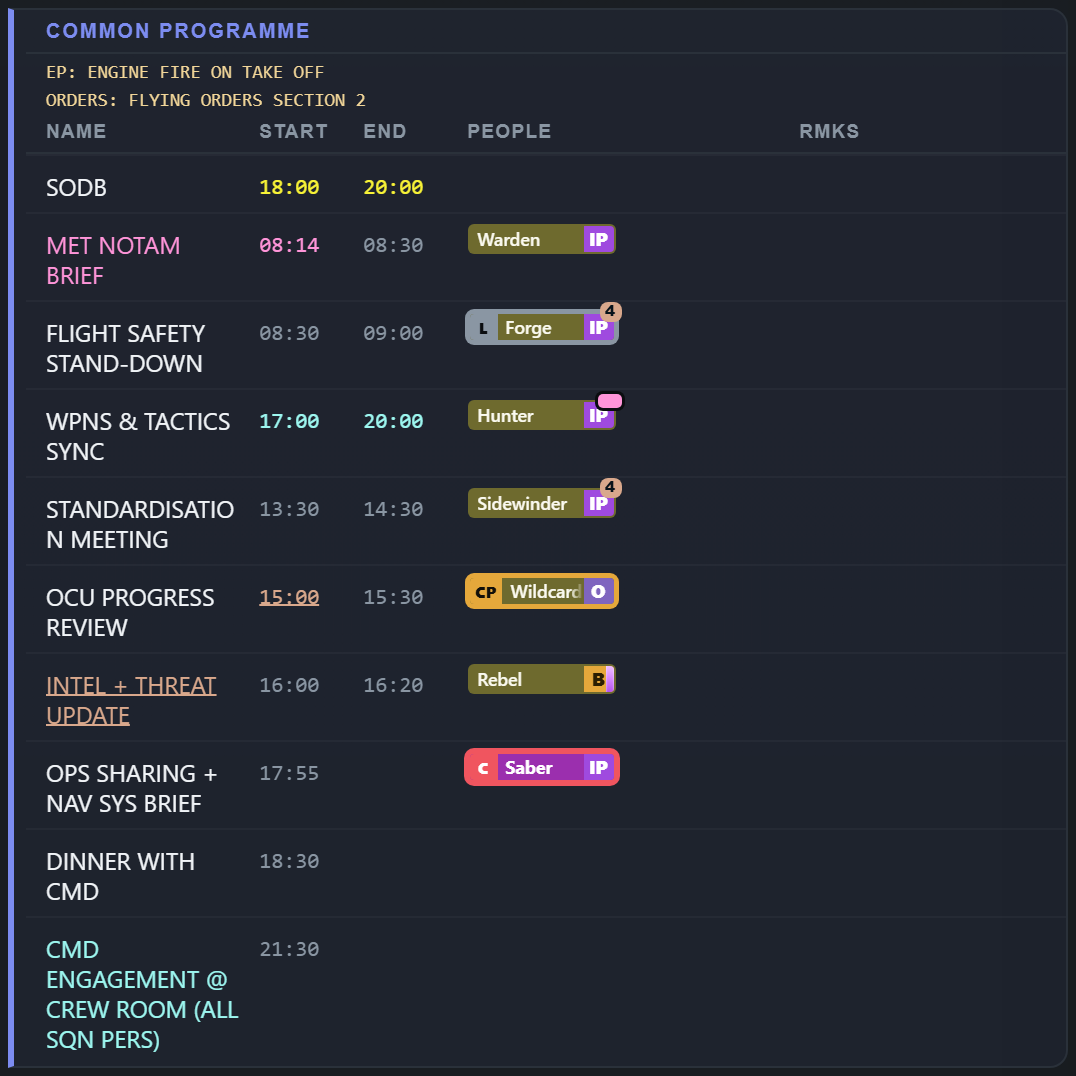 COMMON PROGRAMME
EP: ENGINE FIRE ON TAKE OFF
ORDERS: FLYING ORDERS SECTION 2
NAME START END PEOPLE RMKS
SODB 18:00 20:00
MET NOTAM 08:14 08:30 Warden IP
BRIEF
4
FLIGHT SAFETY 08:30 09:00 L Forge IP
STAND-DOWN
WPNS & TACTICS 17:00 20:00 Hunter IP
SYNC
4
STANDARDISATIO 13:30 14:30 Sidewinder IP
N MEETING
OCU PROGRESS 15:00 15:30 CP Wildcard O
REVIEW
INTEL + THREAT 16:00 16:20 Rebel B
UPDATE
OPS SHARING + 17:55 C Saber IP
NAV SYS BRIEF
DINNER WITH 18:30
CMD
CMD 21:30
ENGAGEMENT @
CREW ROOM (ALL
SQN PERS)